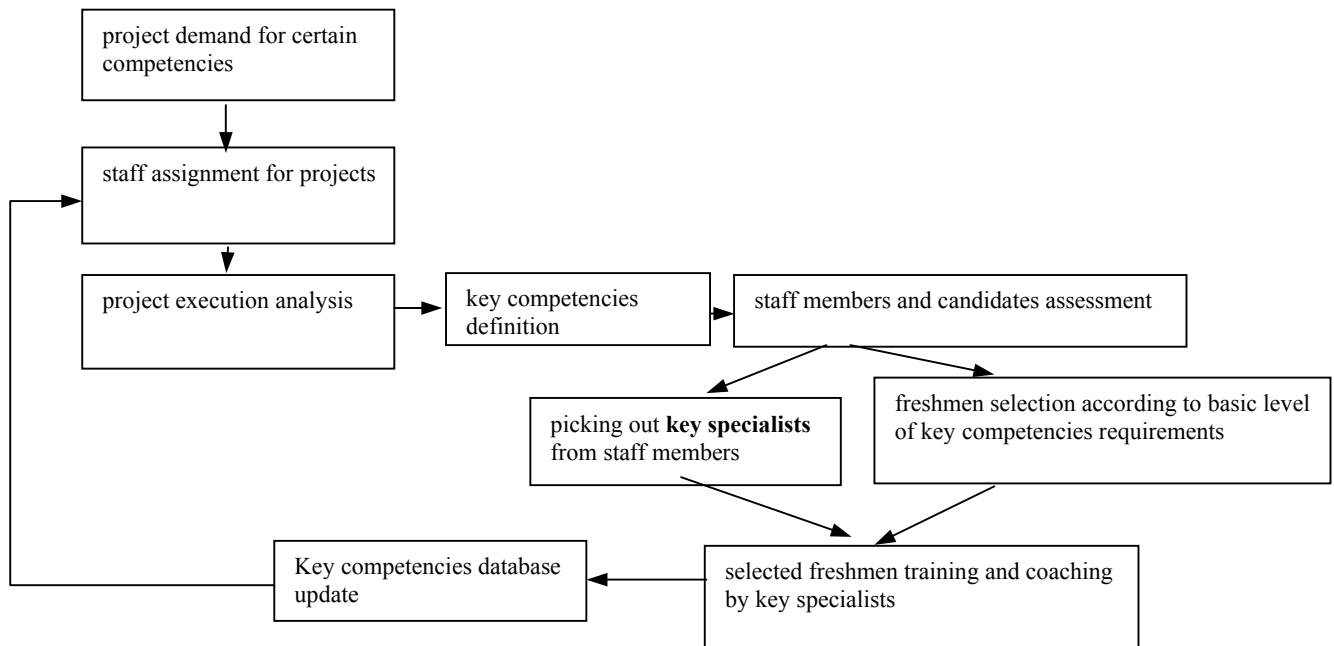 project demand for certain
competencies
staff assignment for projects
project execution analysis
key competencies
definition
staff members and candidates assessment
picking out key specialists
from staff members
freshmen selection according to basic level
of key competencies requirements
Key competencies database
update
selected freshmen training and coaching
by key specialists